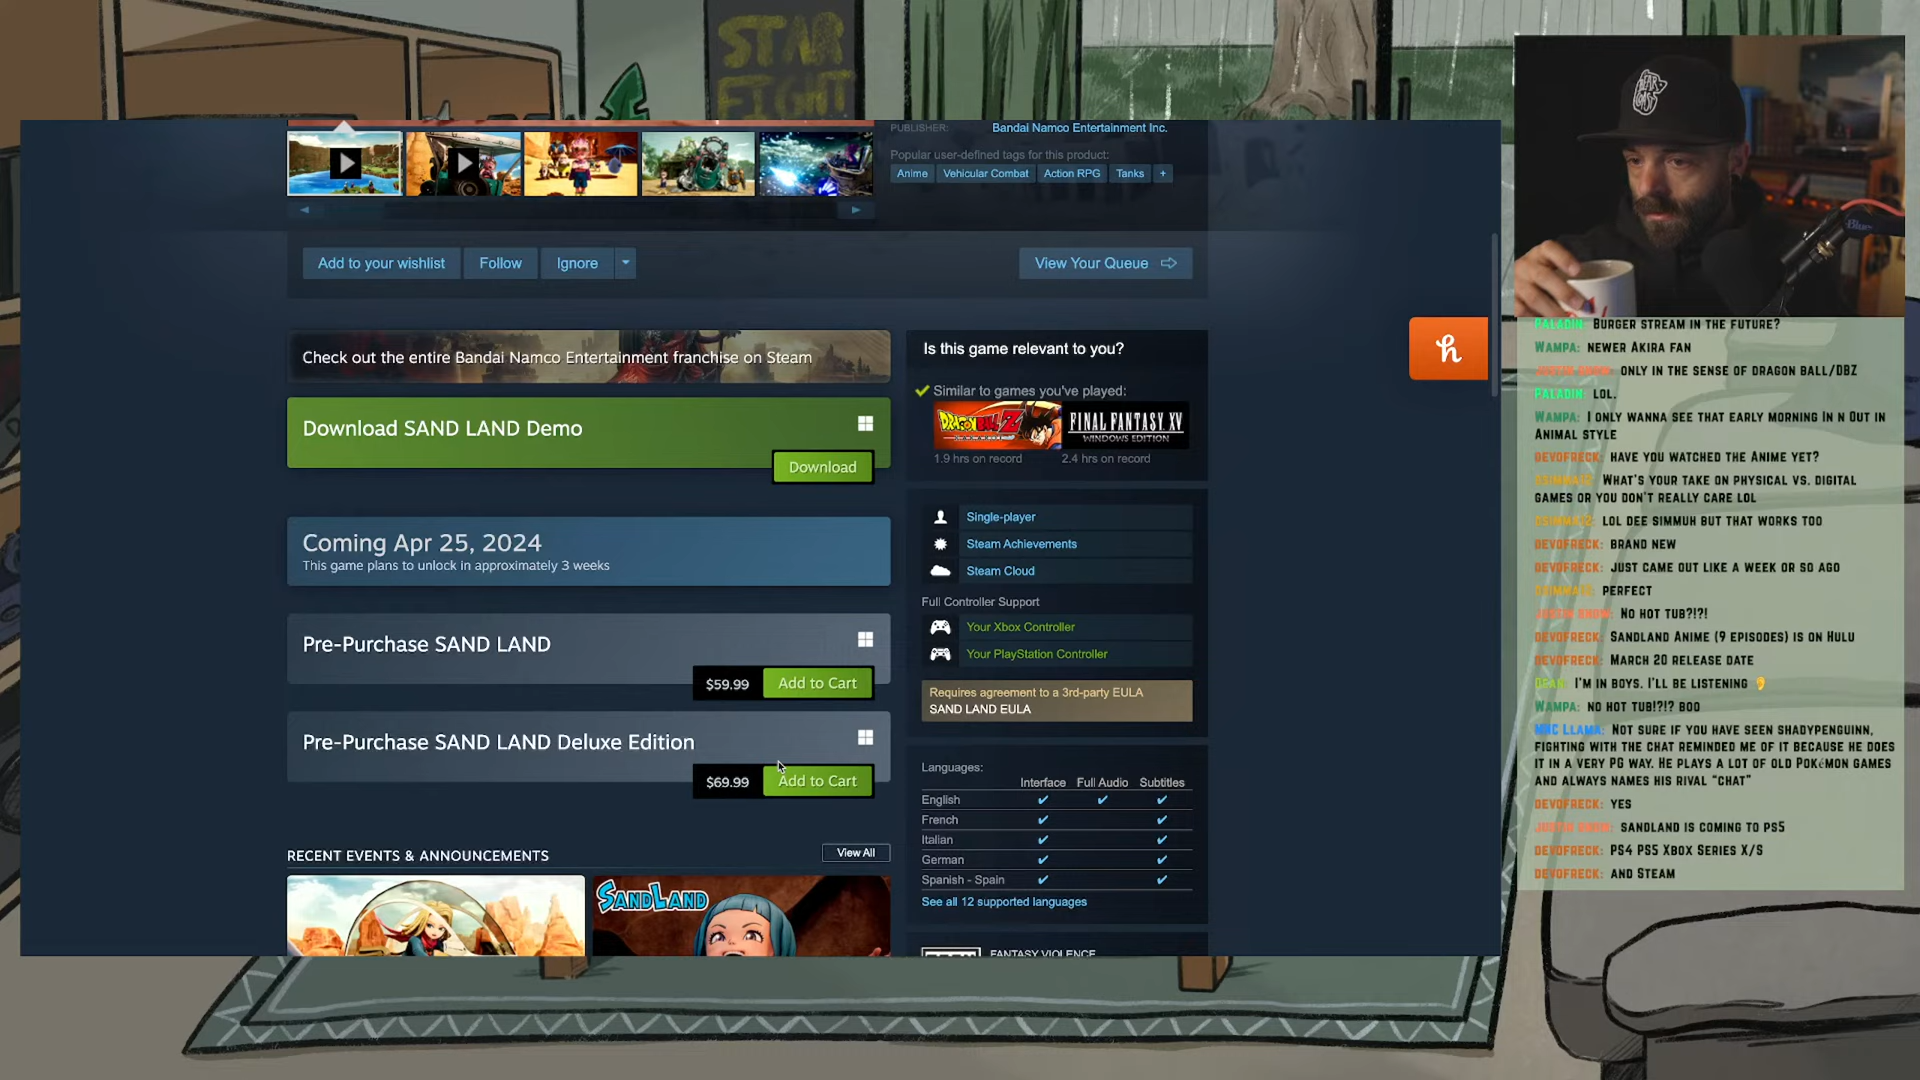 STAR
FIGHT
PUBLISHER:
Bandai Namco Entertainment Inc.
Popular user-defined tags for this product:
Anime
Vehicular Combat
Action RPG
Tanks
+
Add to your wishlist
Follow
Ignore
View Your Queue
Check out the entire Bandai Namco Entertainment franchise on Steam
Download SAND LAND Demo
Download
Coming Apr 25, 2024
This game plans to unlock in approximately 3 weeks
Pre-Purchase SAND LAND
$59.99
Add to Cart
Pre-Purchase SAND LAND Deluxe Edition
$69.99
Add to Cart
RECENT EVENTS & ANNOUNCEMENTS
View All
SANDLAND
Is this game relevant to you?
Similar to games you've played:
DRAGONBALL Z
FINAL FANTASY XV
WINDOWS EDITION
1.9 hrs on record
2.4 hrs on record
Single-player
Steam Achievements
Steam Cloud
Full Controller Support
Your Xbox Controller
Your PlayStation Controller
Requires agreement to a 3rd-party EULA
SAND LAND EULA
Languages:
Interface Full Audio Subtitles
English ✔ ✔ ✔
French ✔ ✔
Italian ✔ ✔
German ✔ ✔
Spanish - Spain ✔ ✔
See all 12 supported languages
FANTASY VIOLENCE
h
Blue
PALADIN: BURGER STREAM IN THE FUTURE?
WAMPA: NEWER AKIRA FAN
ONLY IN THE SENSE OF DRAGON BALL/DBZ
PALADIN: LOL.
WAMPA: I ONLY WANNA SEE THAT EARLY MORNING IN N OUT IN
ANIMAL STYLE
DEVOFRECK: HAVE YOU WATCHED THE ANIME YET?
WHAT'S YOUR TAKE ON PHYSICAL VS. DIGITAL
GAMES OR YOU DON'T REALLY CARE LOL
LOL DEE SIMMUH BUT THAT WORKS TOO
DEVOFRECK: BRAND NEW
DEVOFRECK: JUST CAME OUT LIKE A WEEK OR SO AGO
PERFECT
NO HOT TUB?!?!
DEVOFRECK: SANDLAND ANIME (9 EPISODES) IS ON HULU
DEVOFRECK: MARCH 20 RELEASE DATE
DEAN: I'M IN BOYS. I'LL BE LISTENING 👂
WAMPA: NO HOT TUB!?!? BOO
LLAMA: NOT SURE IF YOU HAVE SEEN SHADYPENGUINN,
FIGHTING WITH THE CHAT REMINDED ME OF IT BECAUSE HE DOES
IT IN A VERY PG WAY. HE PLAYS A LOT OF OLD POKéMON GAMES
AND ALWAYS NAMES HIS RIVAL "CHAT"
DEVOFRECK: YES
SANDLAND IS COMING TO PS5
DEVOFRECK: PS4 PS5 XBOX SERIES X/S
DEVOFRECK: AND STEAM